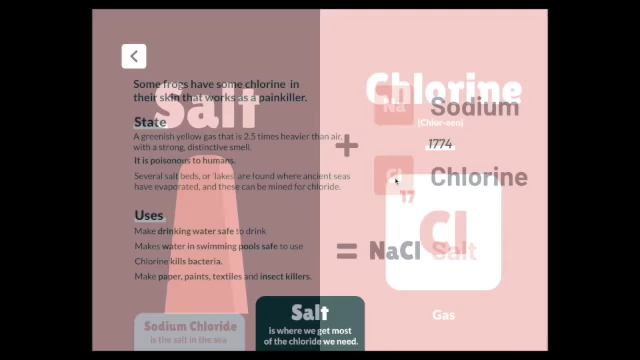 Some frogs have some chlorine in
their skin that works as a painkiller.
Salt
State
A greenish yellow gas that is 2.5 times heavier than air,
with a strong, distinctive smell.
It is poisonous to humans.
Several salt beds, or 'lakes' are found where ancient seas
have evaporated, and these can be mined for chloride.
Uses
Make drinking water safe to drink
Makes water in swimming pools safe to use
Chlorine kills bacteria.
Make paper, paints, textiles and insect killers.
Sodium Chloride
is the salt in the sea
Salt
is where we get most
of the chloride we need.
Chlorine
(Chlor-een)
1774
Na Sodium
+
Cl Chlorine
17
Cl
= NaCl Salt
Gas